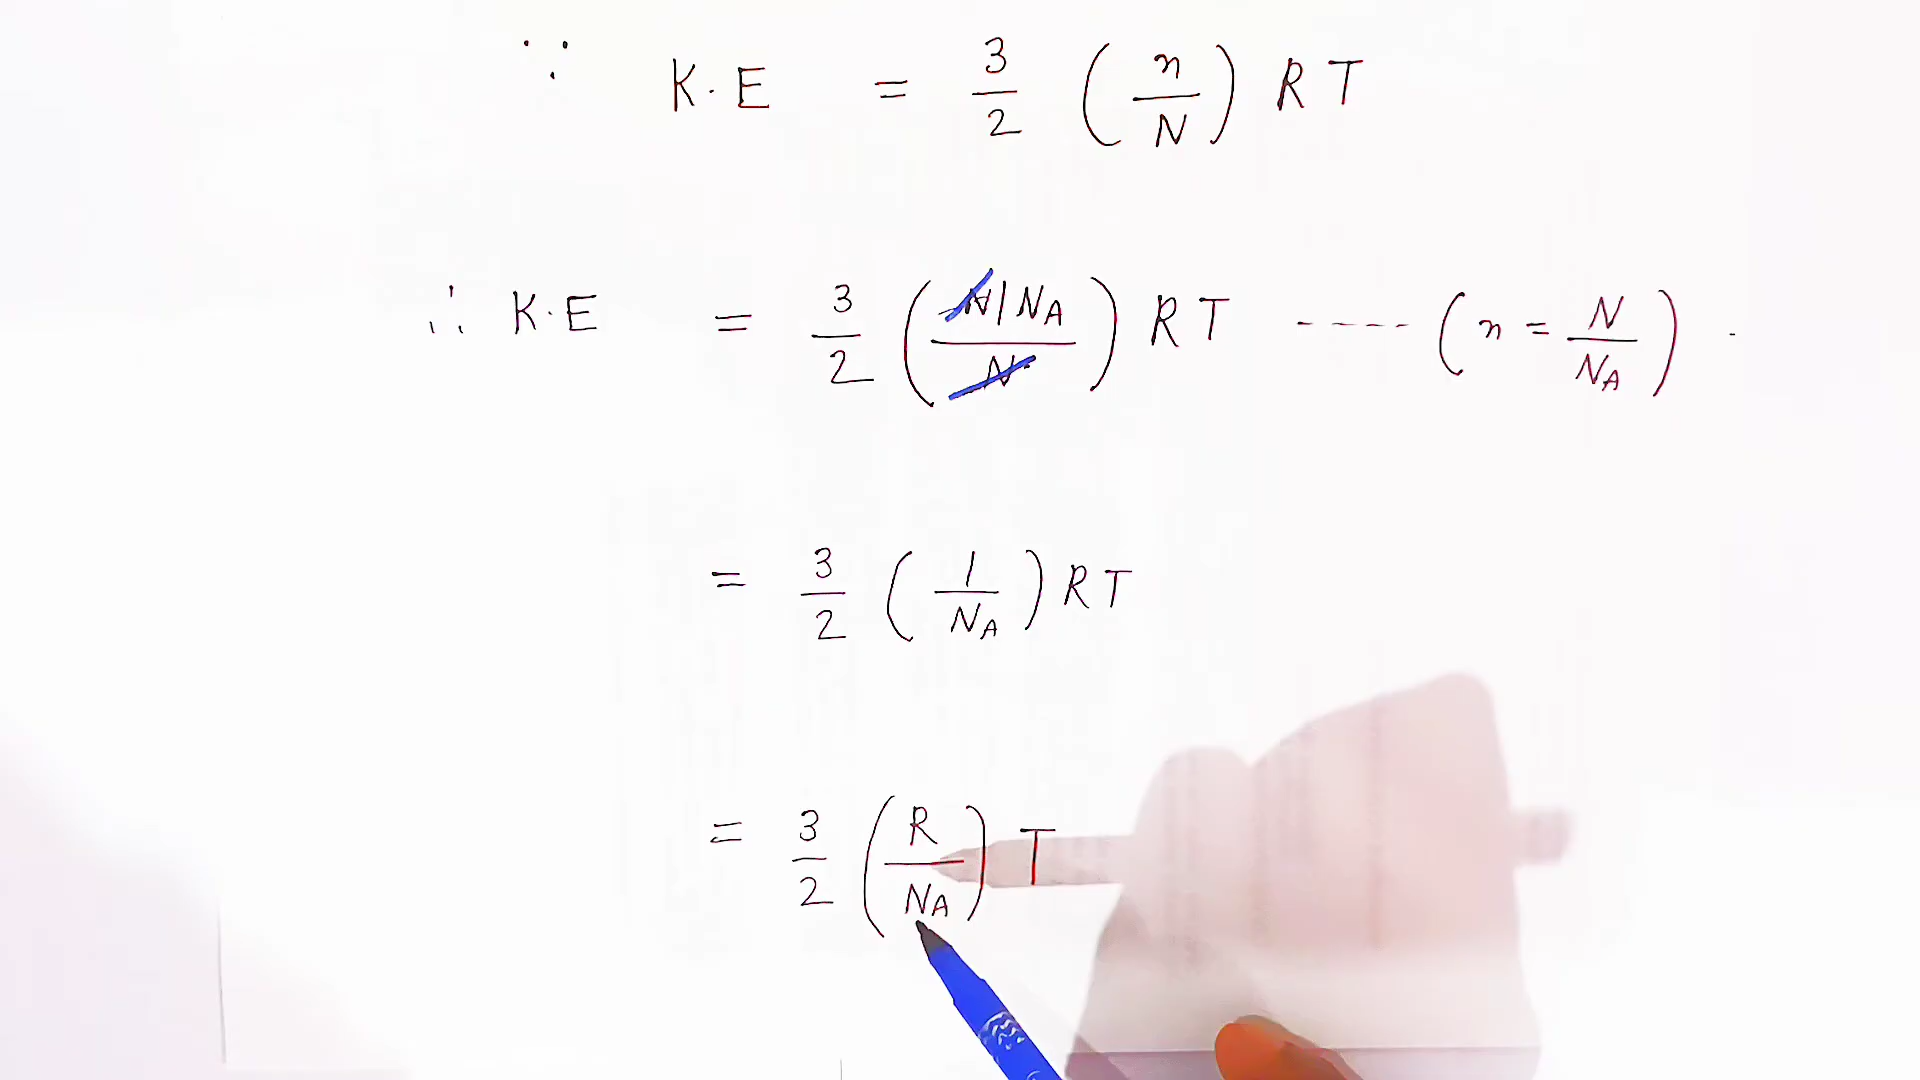 ∵ K.E = 3/2 (n/N) RT
∴ K.E = 3/2 ((N/NA)/N) RT ---- (n = N/NA)
= 3/2 (1/NA) RT
= 3/2 (R/NA) T